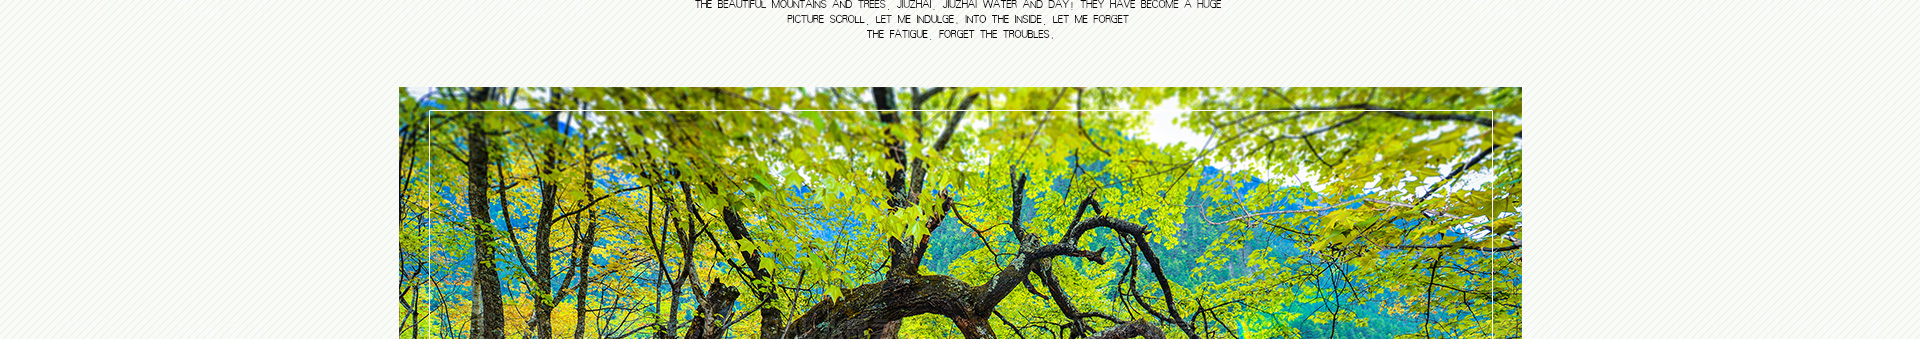 THE BEAUTIFUL MOUNTAINS AND TREES, JIUZHAI, JIUZHAI WATER AND DAY! THEY HAVE BECOME A HUGE
PICTURE SCROLL, LET ME INDULGE, INTO THE INSIDE, LET ME FORGET
THE FATIGUE, FORGET THE TROUBLES,